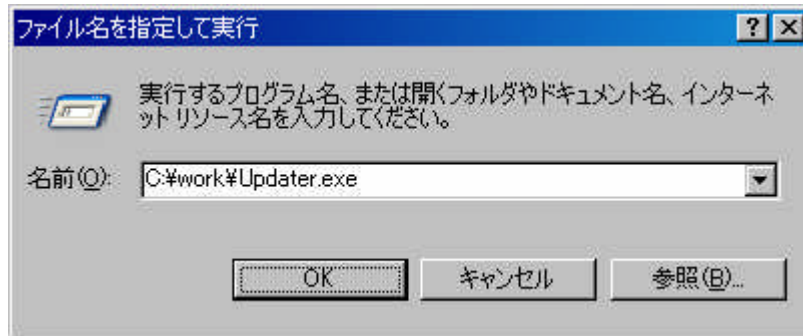 ファイル名を指定して実行
実行するプログラム名、または開くフォルダやドキュメント名、インターネ
ット リソース名を入力してください。
名前(O): C:¥work¥Updater.exe
OK キャンセル 参照(B)...